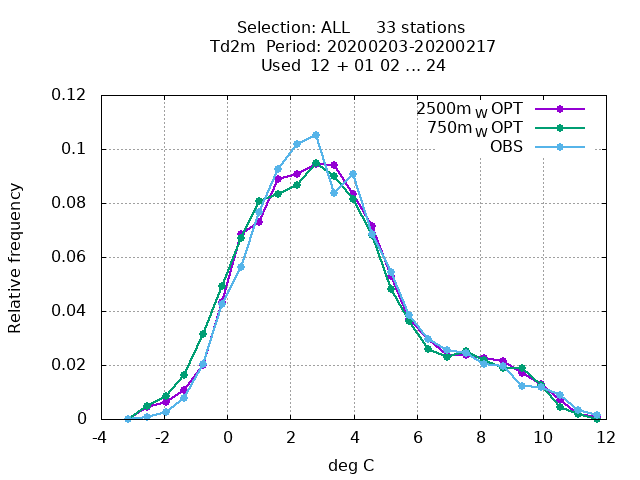 Selection: ALL     33 stations
Td2m  Period: 20200203-20200217
Used  12 + 01 02 ... 24
2500m W OPT
750m W OPT
OBS
0.12
0.1
0.08
0.06
0.04
0.02
0
Relative frequency
-4 -2 0 2 4 6 8 10 12
deg C